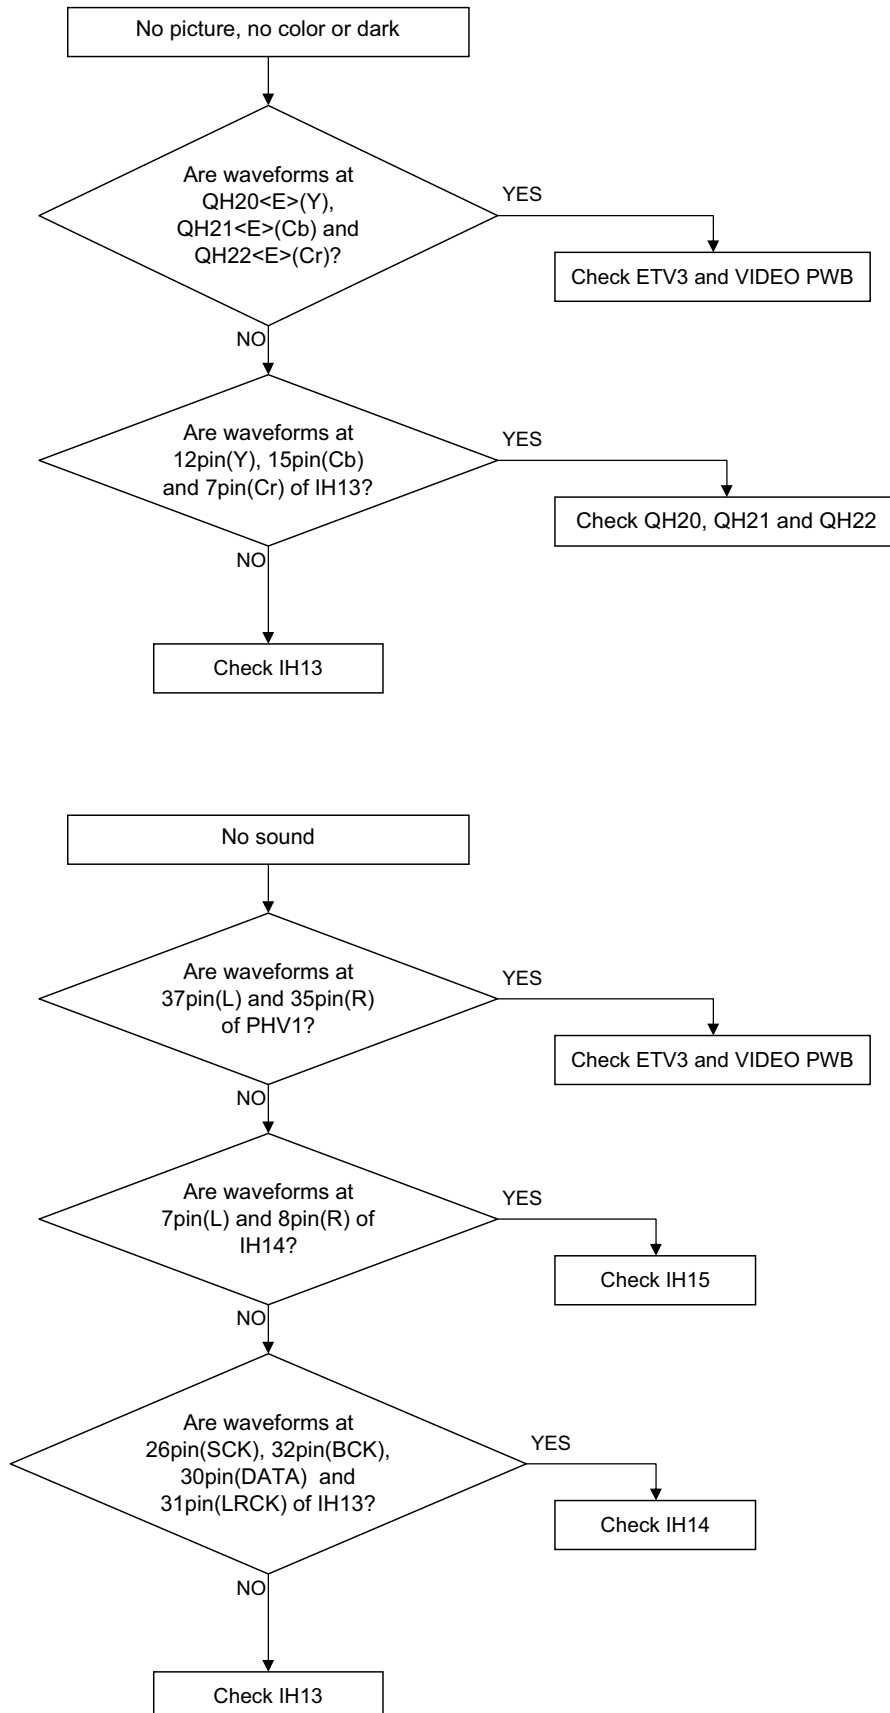 No picture, no color or dark
Are waveforms at
QH20<E>(Y),
QH21<E>(Cb) and
QH22<E>(Cr)?
YES
Check ETV3 and VIDEO PWB
NO
Are waveforms at
12pin(Y), 15pin(Cb)
and 7pin(Cr) of IH13?
YES
Check QH20, QH21 and QH22
NO
Check IH13
No sound
Are waveforms at
37pin(L) and 35pin(R)
of PHV1?
YES
Check ETV3 and VIDEO PWB
NO
Are waveforms at
7pin(L) and 8pin(R) of
IH14?
YES
Check IH15
NO
Are waveforms at
26pin(SCK), 32pin(BCK),
30pin(DATA)  and
31pin(LRCK) of IH13?
YES
Check IH14
NO
Check IH13